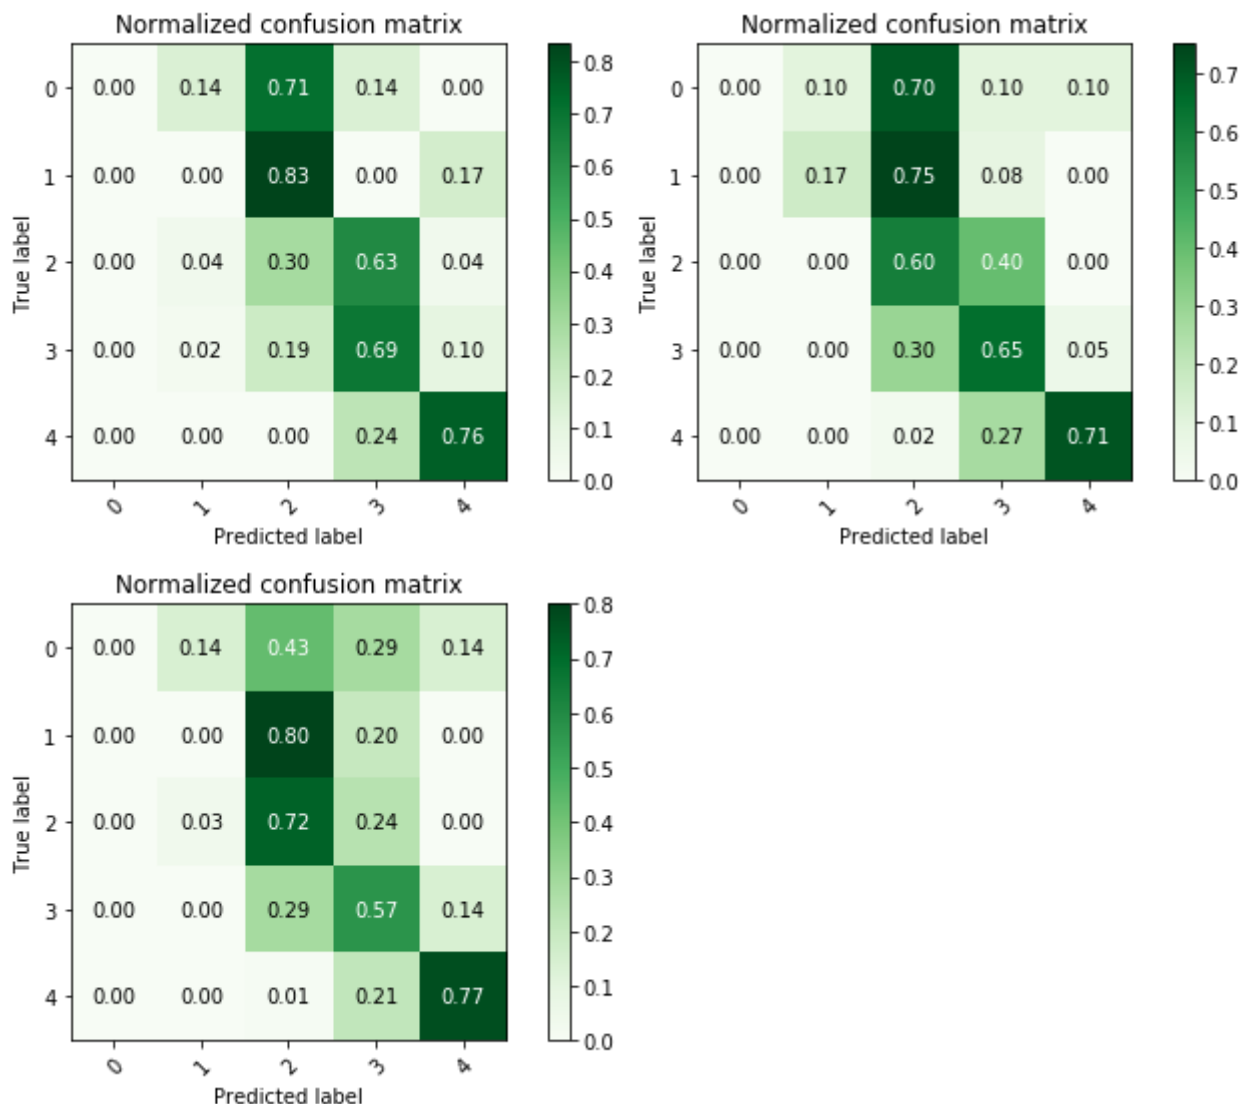 Normalized confusion matrix
0 0.00 0.14 0.71 0.14 0.00
1 0.00 0.00 0.83 0.00 0.17
2 0.00 0.04 0.30 0.63 0.04
3 0.00 0.02 0.19 0.69 0.10
4 0.00 0.00 0.00 0.24 0.76
0 1 2 3 4
True label
Predicted label
0.8
0.7
0.6
0.5
0.4
0.3
0.2
0.1
0.0
Normalized confusion matrix
0 0.00 0.10 0.70 0.10 0.10
1 0.00 0.17 0.75 0.08 0.00
2 0.00 0.00 0.60 0.40 0.00
3 0.00 0.00 0.30 0.65 0.05
4 0.00 0.00 0.02 0.27 0.71
0 1 2 3 4
True label
Predicted label
0.7
0.6
0.5
0.4
0.3
0.2
0.1
0.0
Normalized confusion matrix
0 0.00 0.14 0.43 0.29 0.14
1 0.00 0.00 0.80 0.20 0.00
2 0.00 0.03 0.72 0.24 0.00
3 0.00 0.00 0.29 0.57 0.14
4 0.00 0.00 0.01 0.21 0.77
0 1 2 3 4
True label
Predicted label
0.8
0.7
0.6
0.5
0.4
0.3
0.2
0.1
0.0